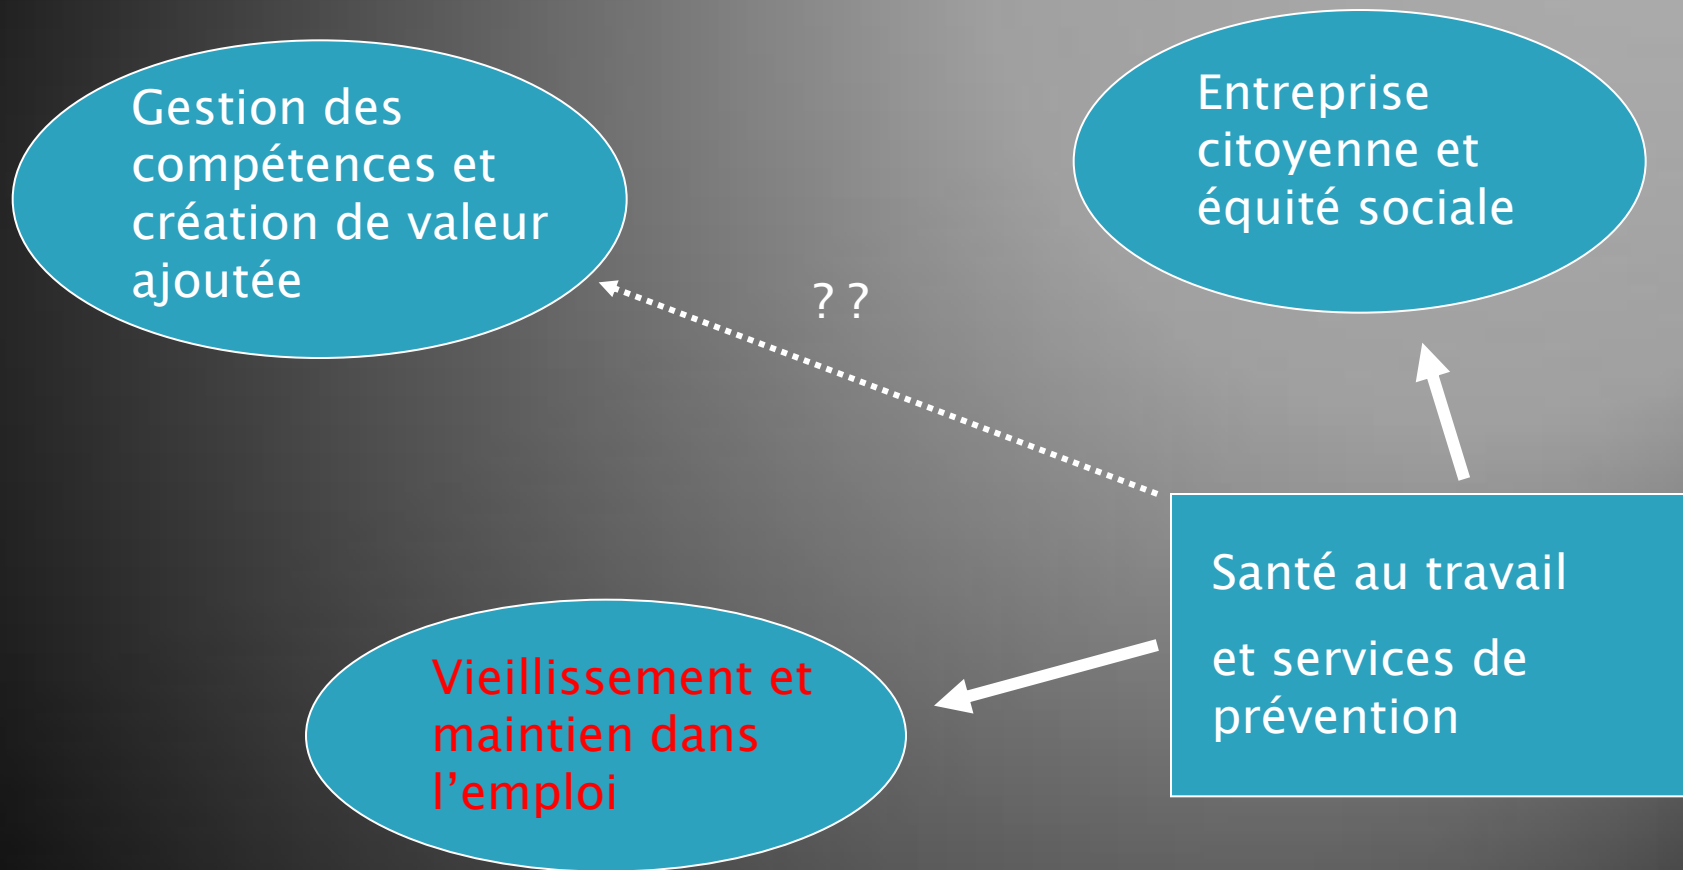 Gestion des
compétences et
création de valeur
ajoutée
Entreprise
citoyenne et
équité sociale
? ?
Santé au travail
et services de
prévention
Vieillissement et
maintien dans
l’emploi